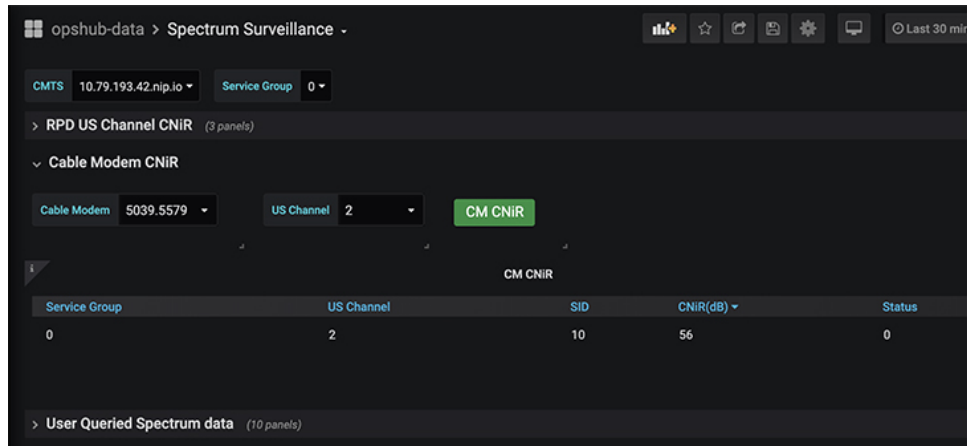 opshub-data > Spectrum Surveillance
Last 30 min
CMTS 10.79.193.42.nip.io Service Group 0
> RPD US Channel CNiR (3 panels)
Cable Modem CNiR
Cable Modem 5039.5579 US Channel 2 CM CNiR
i
CM CNiR
Service Group US Channel SID CNiR(dB) Status
0 2 10 56 0
> User Queried Spectrum data (10 panels)